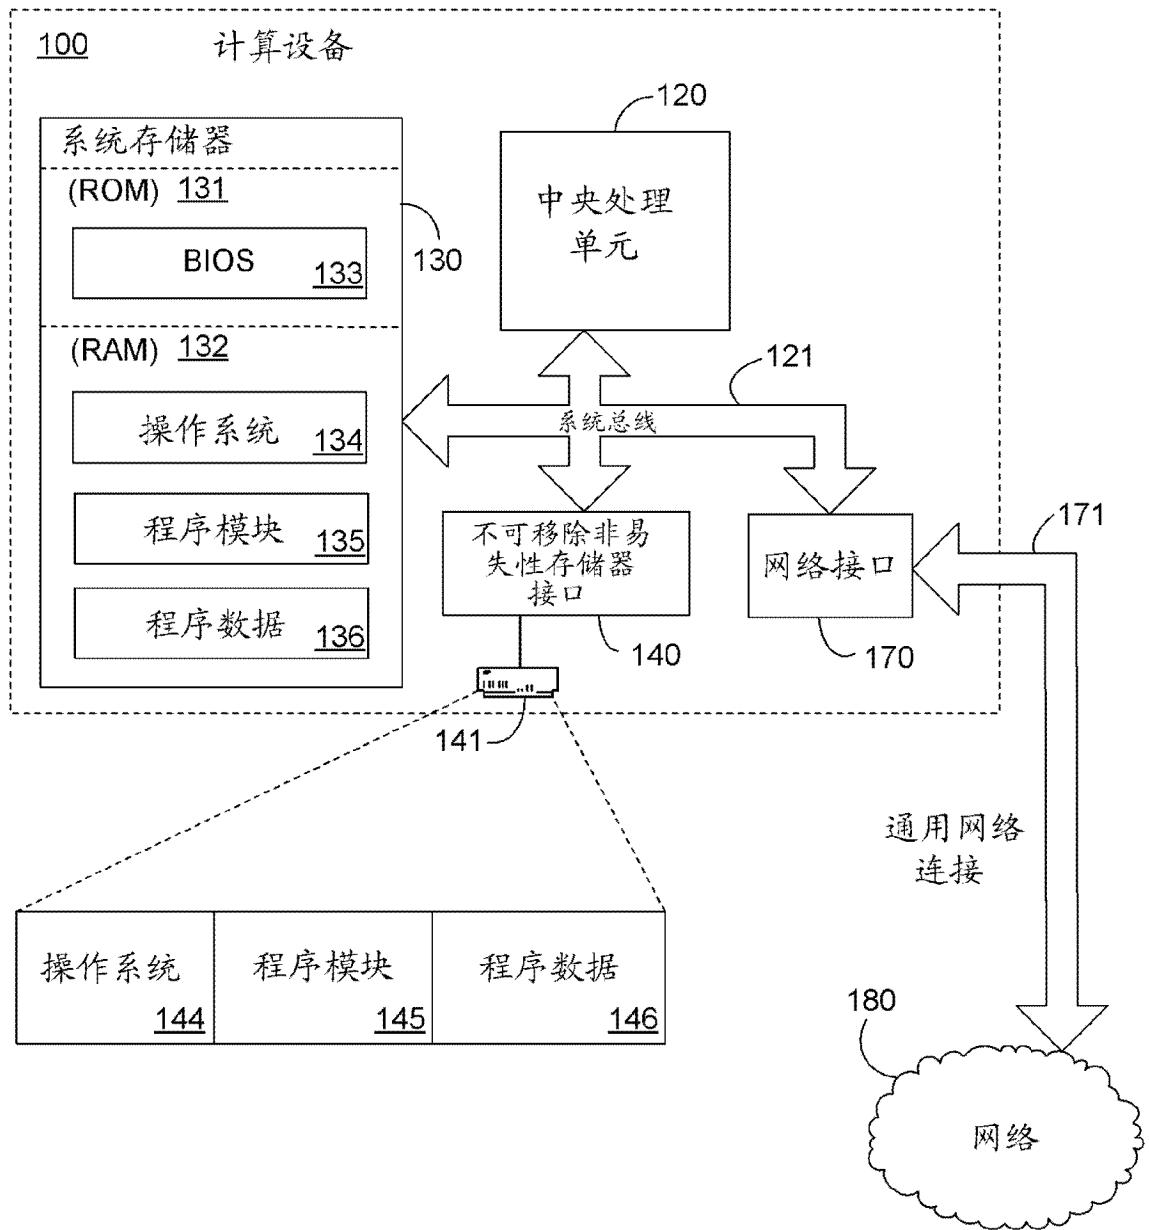 100 计算设备
系统存储器
(ROM) 131
BIOS 133
(RAM) 132
操作系统 134
程序模块 135
程序数据 136
130
120
中央处理
单元
121
系统总线
不可移除非易
失性存储器
接口
140
141
网络接口
170
171
通用网络
连接
操作系统
144
程序模块
145
程序数据
146
180
网络